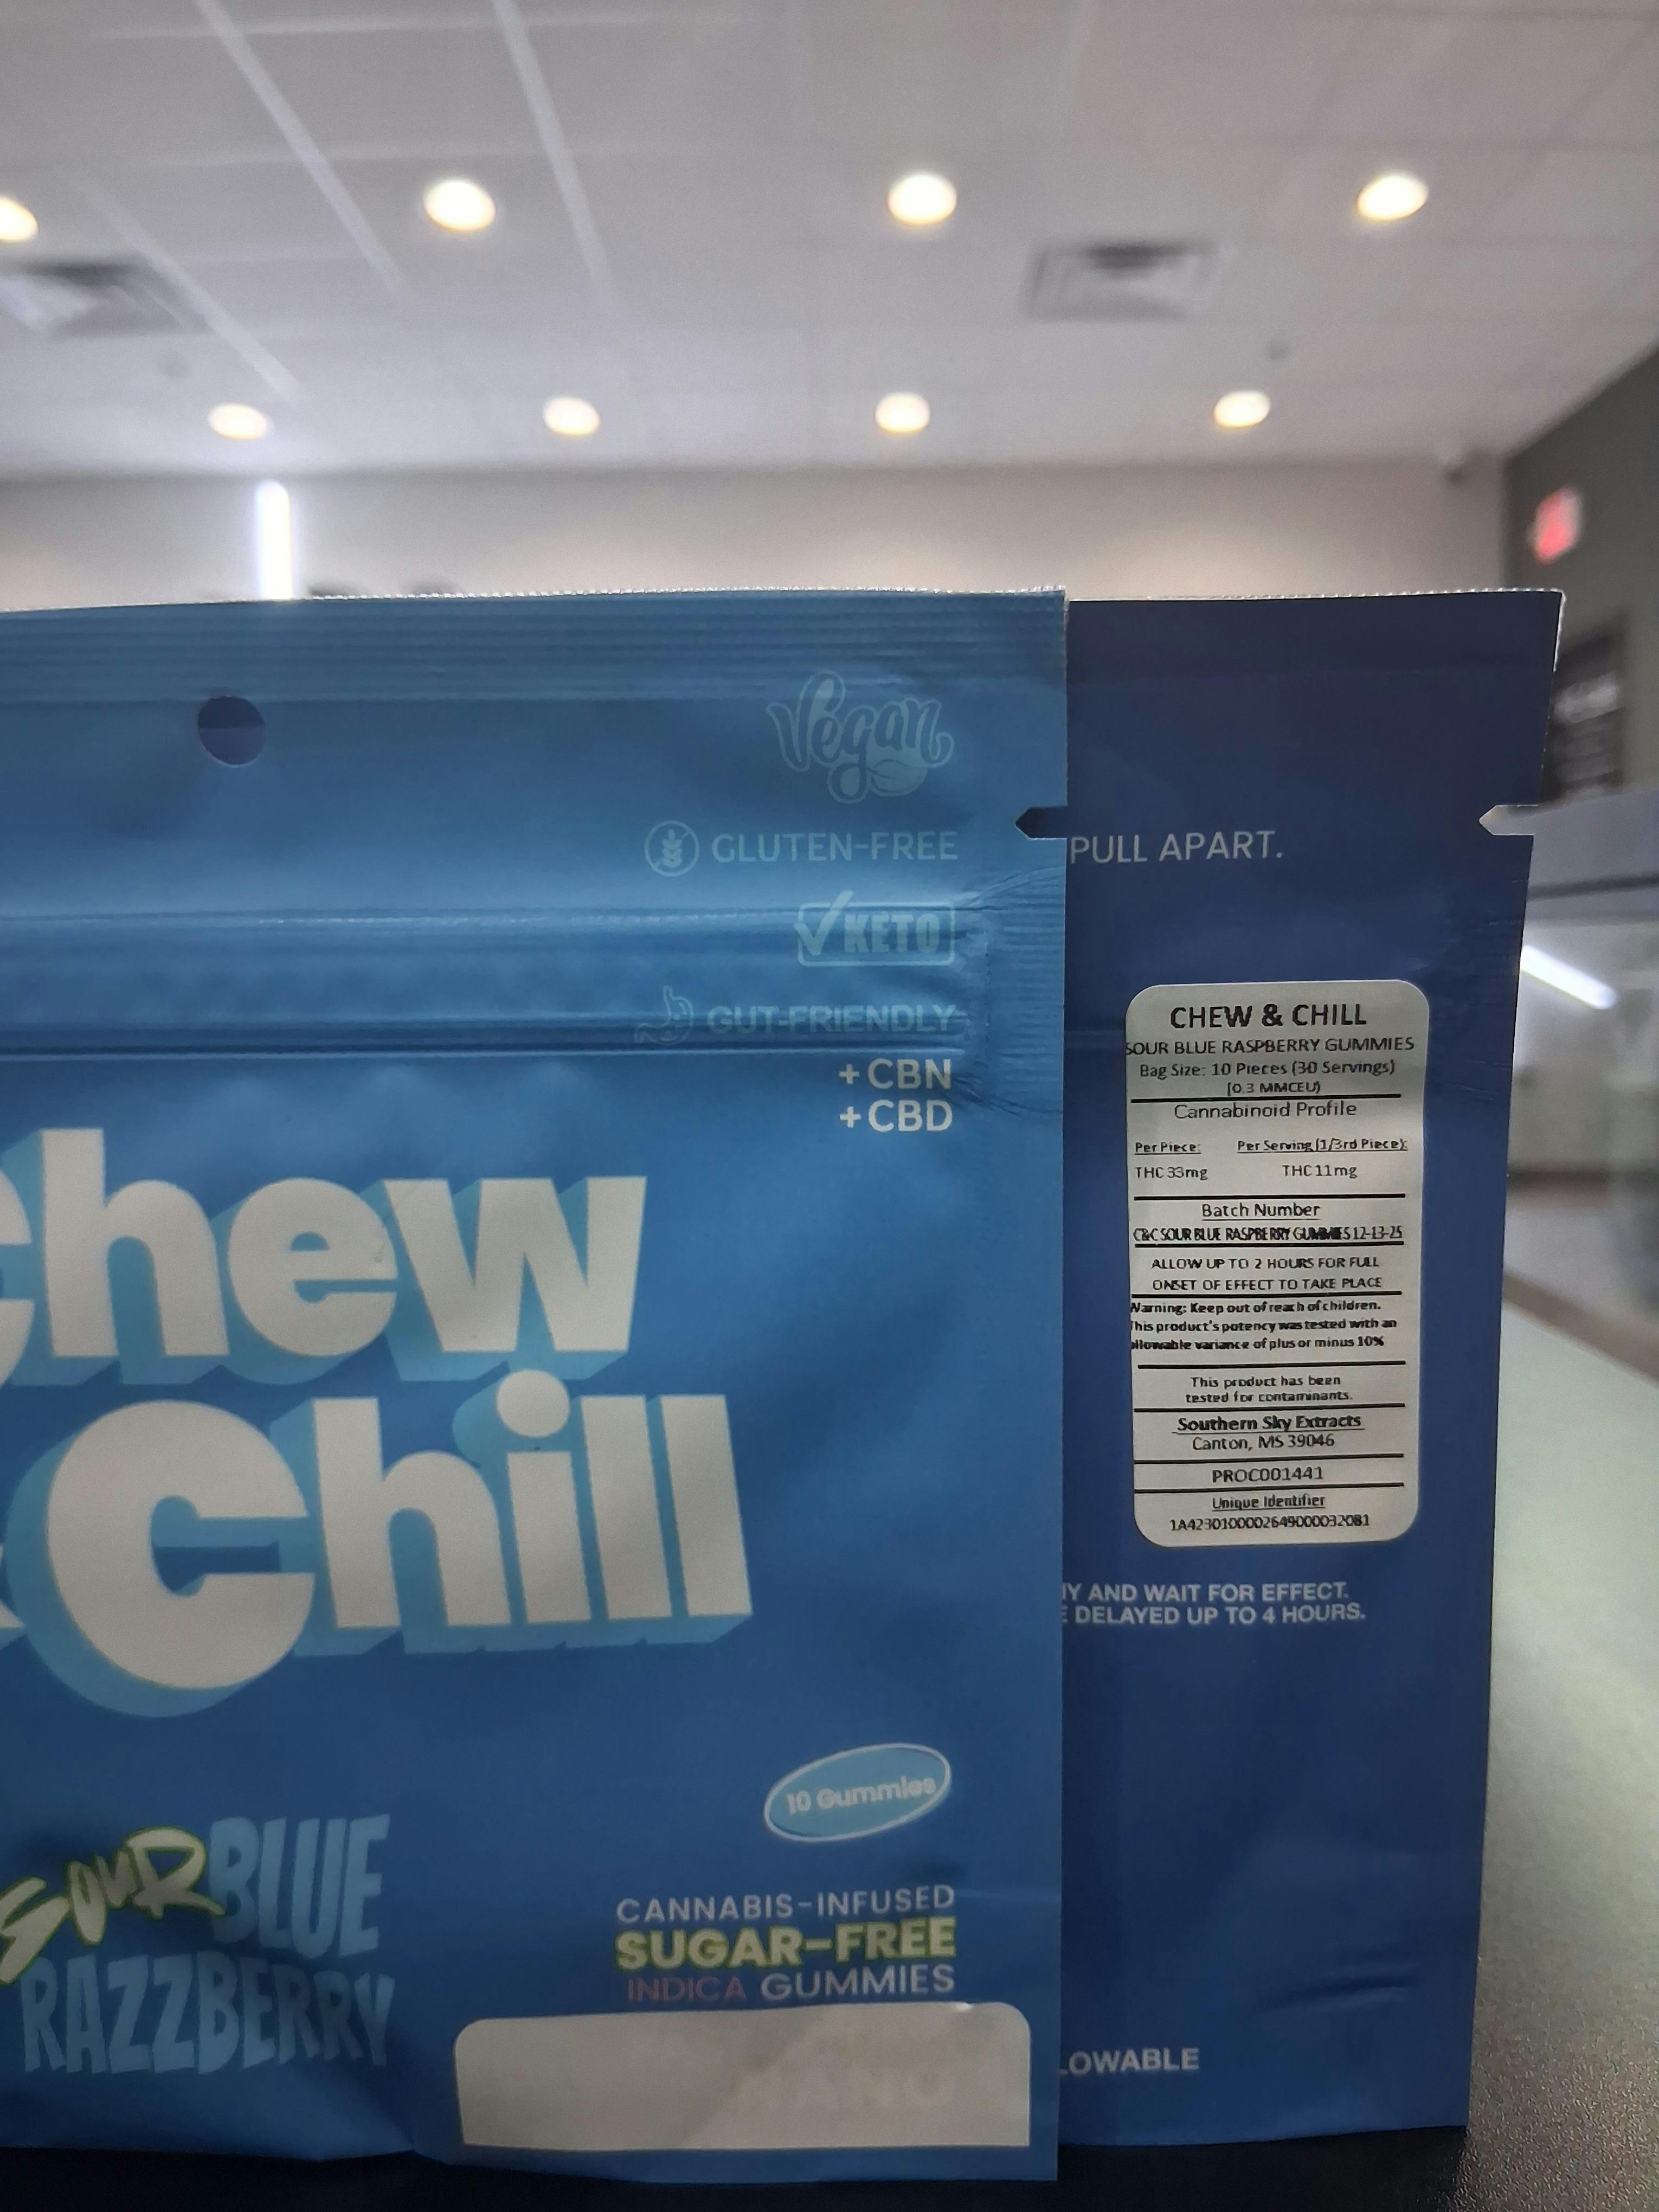 Vegan
GLUTEN-FREE
KETO
GUT-FRIENDLY
+CBN
+CBD
Chew
& Chill
10 Gummies
SOUR BLUE
RAZZBERRY
CANNABIS-INFUSED
SUGAR-FREE
INDICA GUMMIES
PULL APART.
CHEW & CHILL
SOUR BLUE RASPBERRY GUMMIES
Bag Size: 10 Pieces (30 Servings)
(0.3 MMCEU)
Cannabinoid Profile
Per Piece: Per Serving (1/3rd Piece):
THC 33mg THC 11mg
Batch Number
C&C SOUR BLUE RASPBERRY GUMMIES 12-13-25
ALLOW UP TO 2 HOURS FOR FULL
ONSET OF EFFECT TO TAKE PLACE
Warning: Keep out of reach of children.
This product's potency was tested with an
allowable variance of plus or minus 10%
This product has been
tested for contaminants.
Southern Sky Extracts
Canton, MS 39046
PROC001441
Unique Identifier
1A4230100002649000032081
AND WAIT FOR EFFECT.
DELAYED UP TO 4 HOURS.